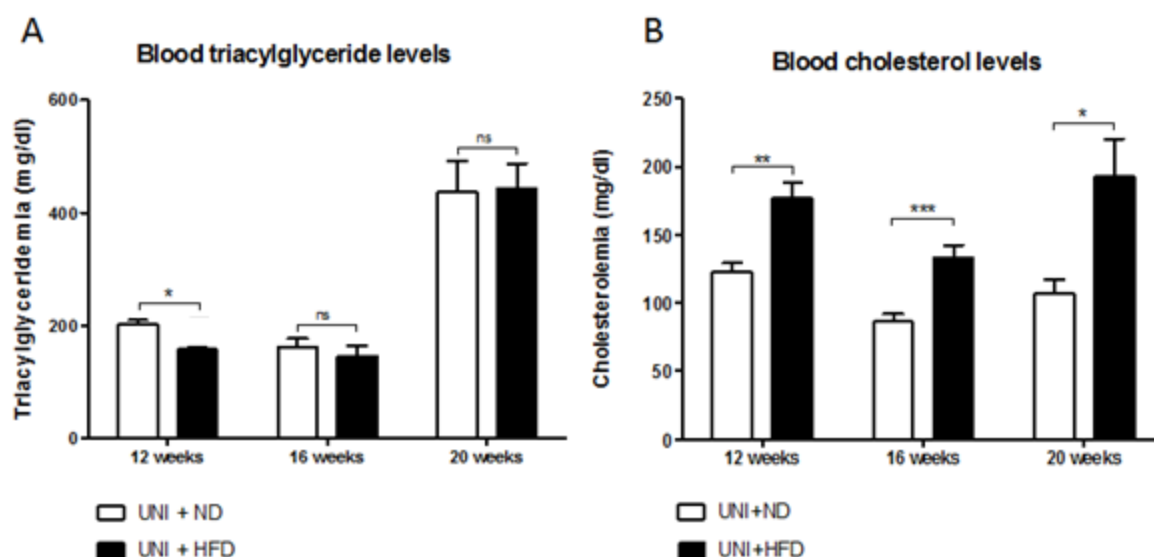 A
Blood triacylglyceride levels
Triacylglyceridemia (mg/dl)
600
400
200
0
*
ns
ns
12 weeks
16 weeks
20 weeks
UNI + ND
UNI + HFD
B
Blood cholesterol levels
Cholesterolemia (mg/dl)
250
200
150
100
50
0
**
***
*
12 weeks
16 weeks
20 weeks
UNI+ND
UNI+HFD